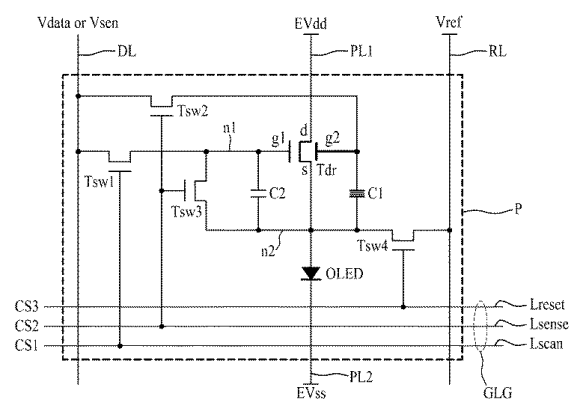 Vdata or Vsen EVdd Vref
DL PL1 RL
Tsw2
n1 g1 d g2
s Tdr
Tsw1 Tsw3 C2 C1 P
n2 Tsw4
OLED
CS3 Lreset
CS2 Lsense
CS1 Lscan
PL2
EVss GLG